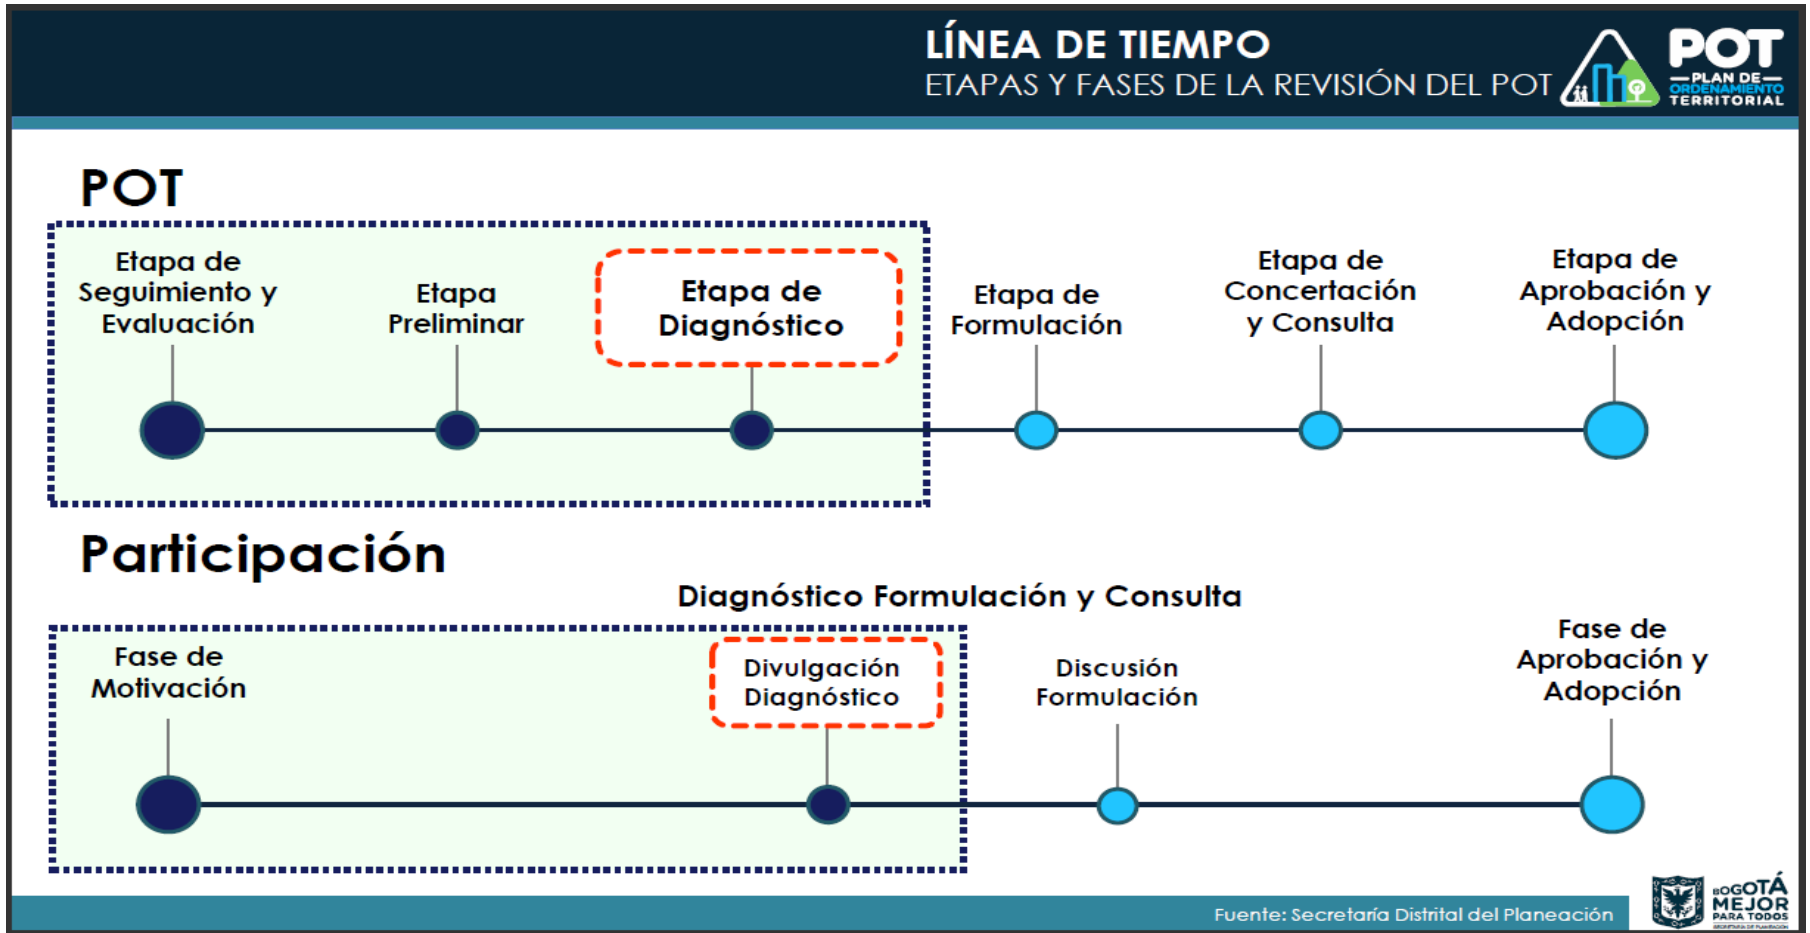 LÍNEA DE TIEMPO
ETAPAS Y FASES DE LA REVISIÓN DEL POT
POT
PLAN DE
ORDENAMIENTO
TERRITORIAL
POT
Etapa de
Seguimiento y
Evaluación
Etapa
Preliminar
Etapa de
Diagnóstico
Etapa de
Formulación
Etapa de
Concertación
y Consulta
Etapa de
Aprobación y
Adopción
Participación
Diagnóstico Formulación y Consulta
Fase de
Motivación
Divulgación
Diagnóstico
Discusión
Formulación
Fase de
Aprobación y
Adopción
Fuente: Secretaría Distrital del Planeación
BOGOTÁ
MEJOR
PARA TODOS
SECRETARÍA DE PLANEACIÓN